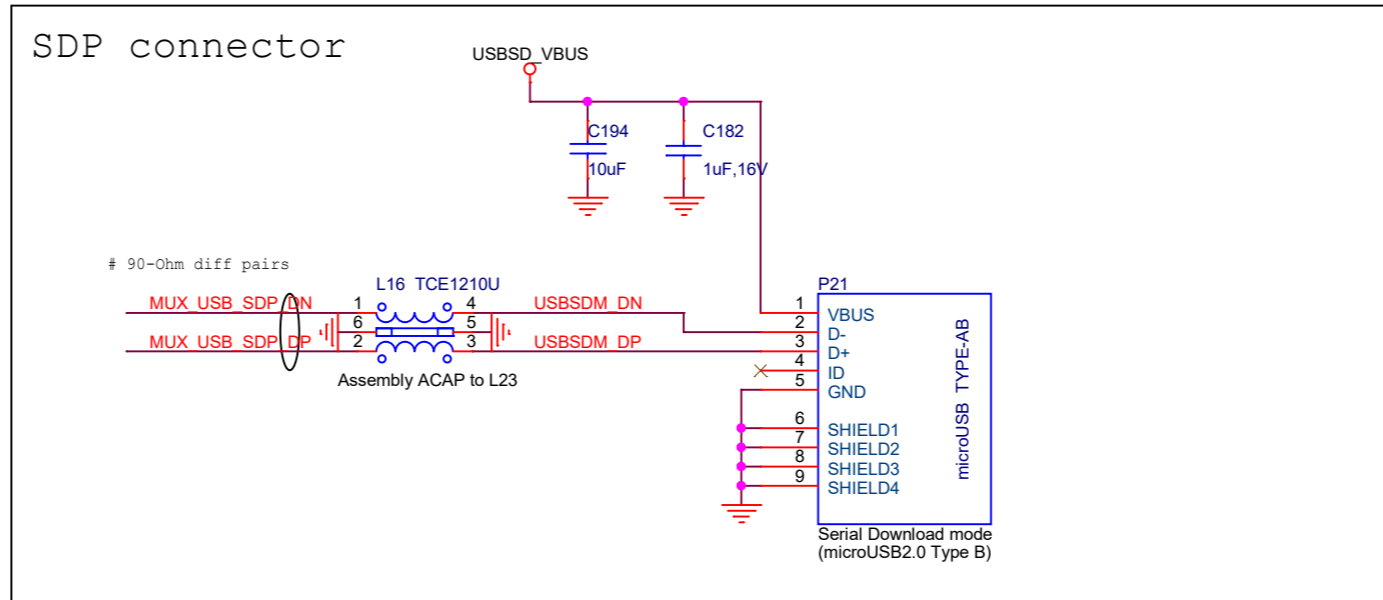 SDP connector
USBSD_VBUS
C194
10uF
C182
1uF,16V
# 90-Ohm diff pairs
L16 TCE1210U
MUX_USB_SDP_DN
1
4
USBSDM_DN
6
5
MUX_USB_SDP_DP
2
3
USBSDM_DP
Assembly ACAP to L23
P21
1 VBUS
2 D-
3 D+
4 ID
5 GND
6 SHIELD1
7 SHIELD2
8 SHIELD3
9 SHIELD4
microUSB TYPE-AB
Serial Download mode
(microUSB2.0 Type B)